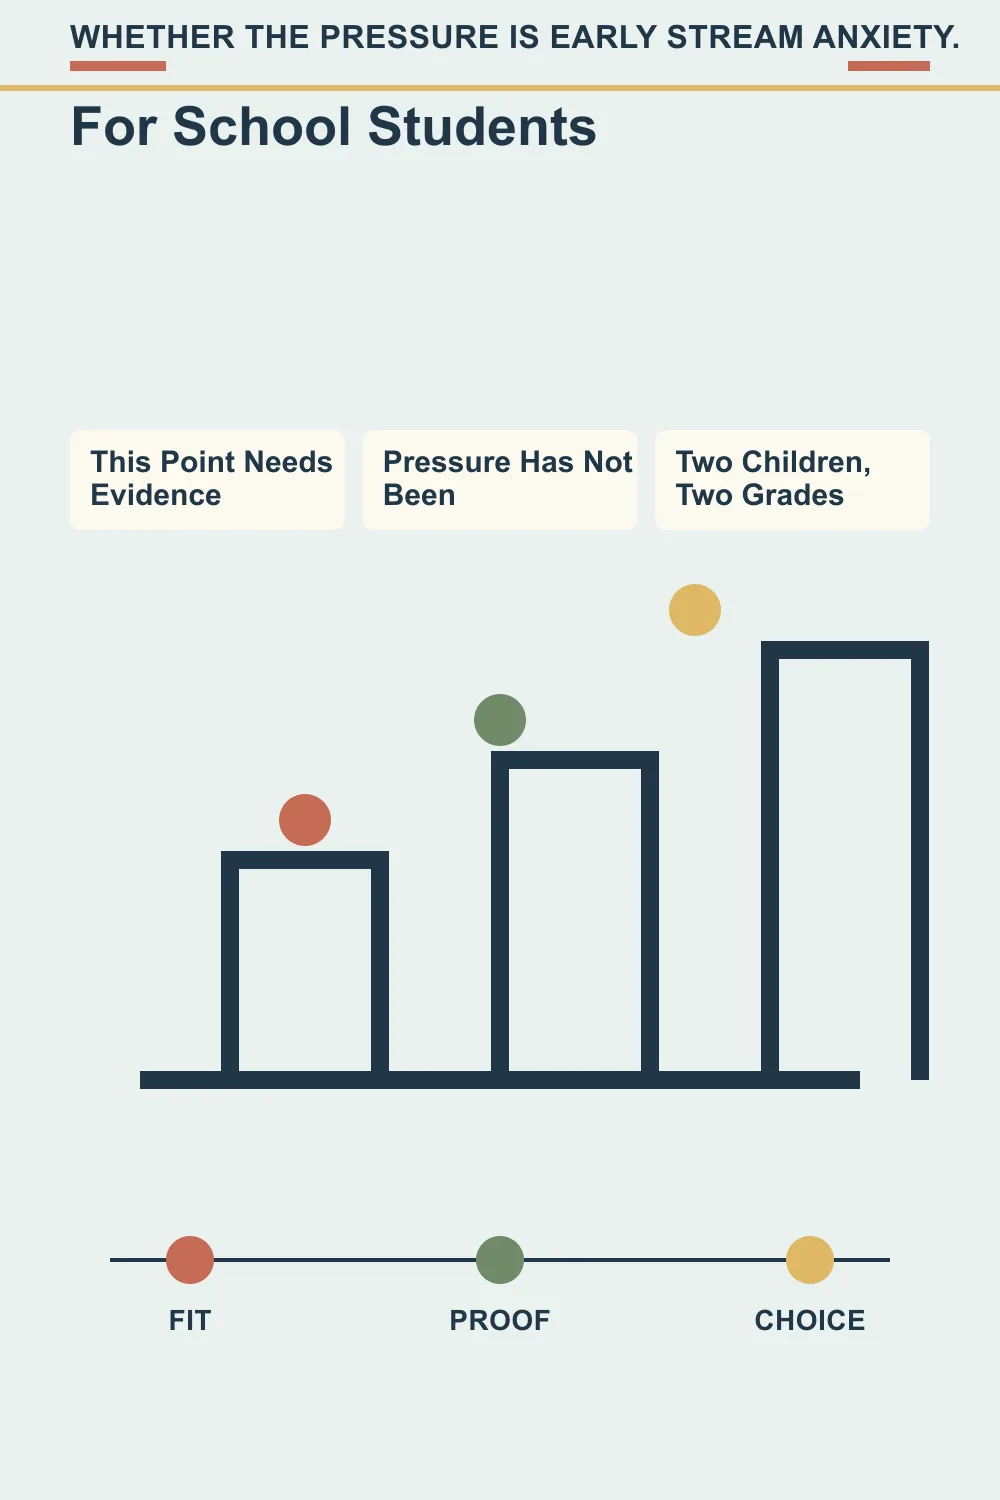 WHETHER THE PRESSURE IS EARLY STREAM ANXIETY.
For School Students
This Point Needs
Evidence
Pressure Has Not
Been
Two Children,
Two Grades
FIT
PROOF
CHOICE